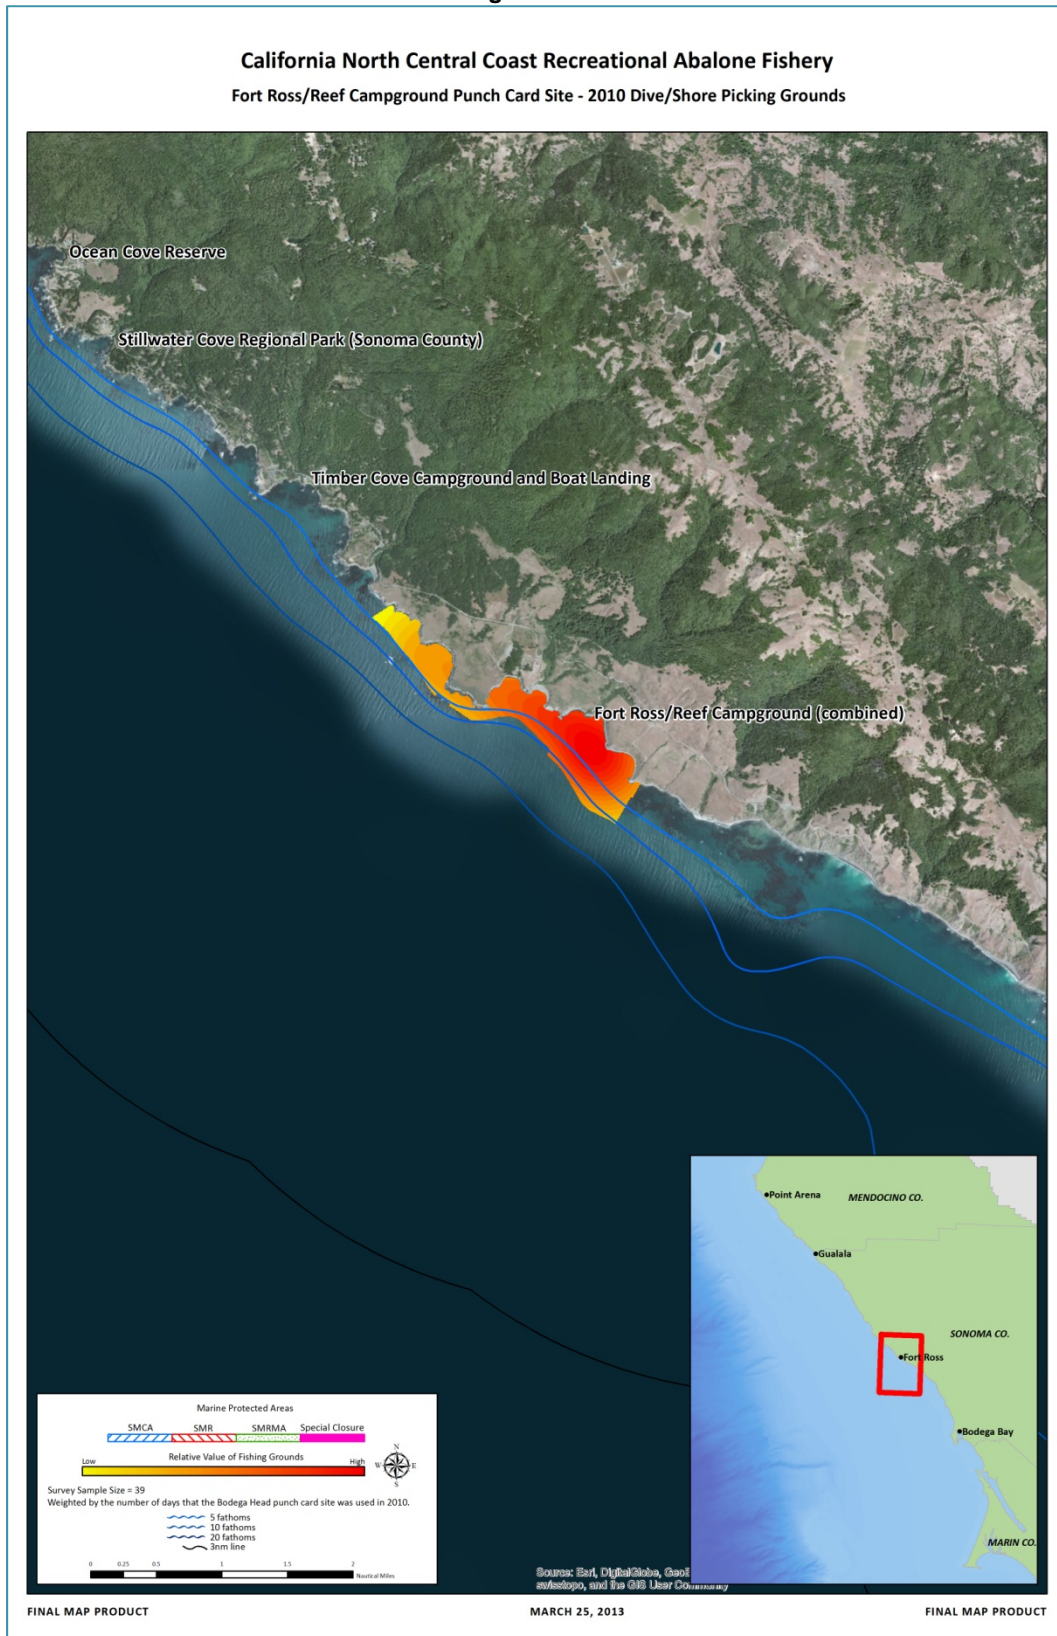 g
California North Central Coast Recreational Abalone Fishery
Fort Ross/Reef Campground Punch Card Site - 2010 Dive/Shore Picking Grounds
Ocean Cove Reserve
Stillwater Cove Regional Park (Sonoma County)
Timber Cove Campground and Boat Landing
Fort Ross/Reef Campground (combined)
Point Arena
MENDOCINO CO.
Gualala
SONOMA CO.
Fort Ross
Bodega Bay
MARIN CO.
Marine Protected Areas
SMCA SMR SMRMA Special Closure
Relative Value of Fishing Grounds
Low High
N
W E
S
Survey Sample Size = 39
Weighted by the number of days that the Bodega Head punch card site was used in 2010.
5 fathoms
10 fathoms
20 fathoms
3nm line
0 0.25 0.5 1 1.5 2
Nautical Miles
Source: Esri, DigitalGlobe, GeoE
swisstopo, and the GIS User Community
FINAL MAP PRODUCT MARCH 25, 2013 FINAL MAP PRODUCT